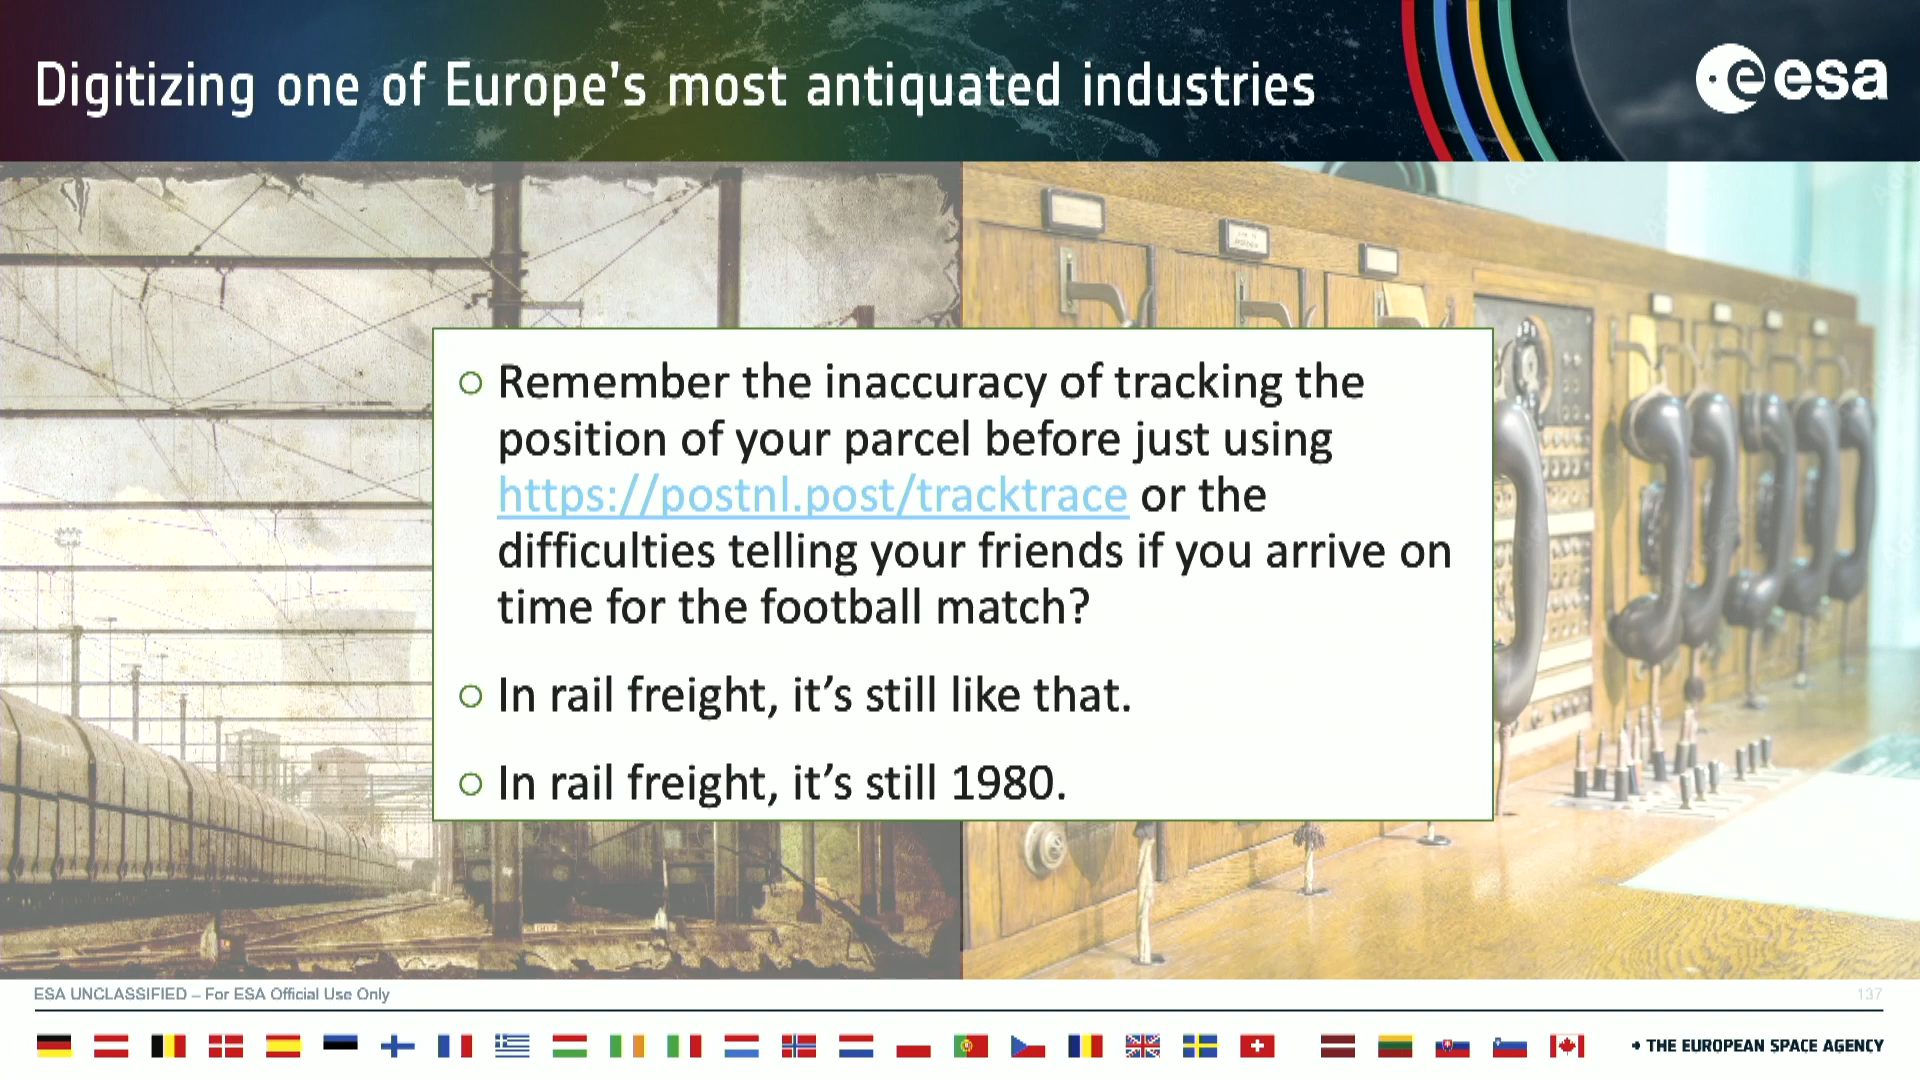 Digitizing one of Europe's most antiquated industries
esa
Remember the inaccuracy of tracking the
position of your parcel before just using
https://postnl.post/tracktrace or the
difficulties telling your friends if you arrive on
time for the football match?
In rail freight, it's still like that.
In rail freight, it's still 1980.
ESA UNCLASSIFIED – For ESA Official Use Only
137
THE EUROPEAN SPACE AGENCY